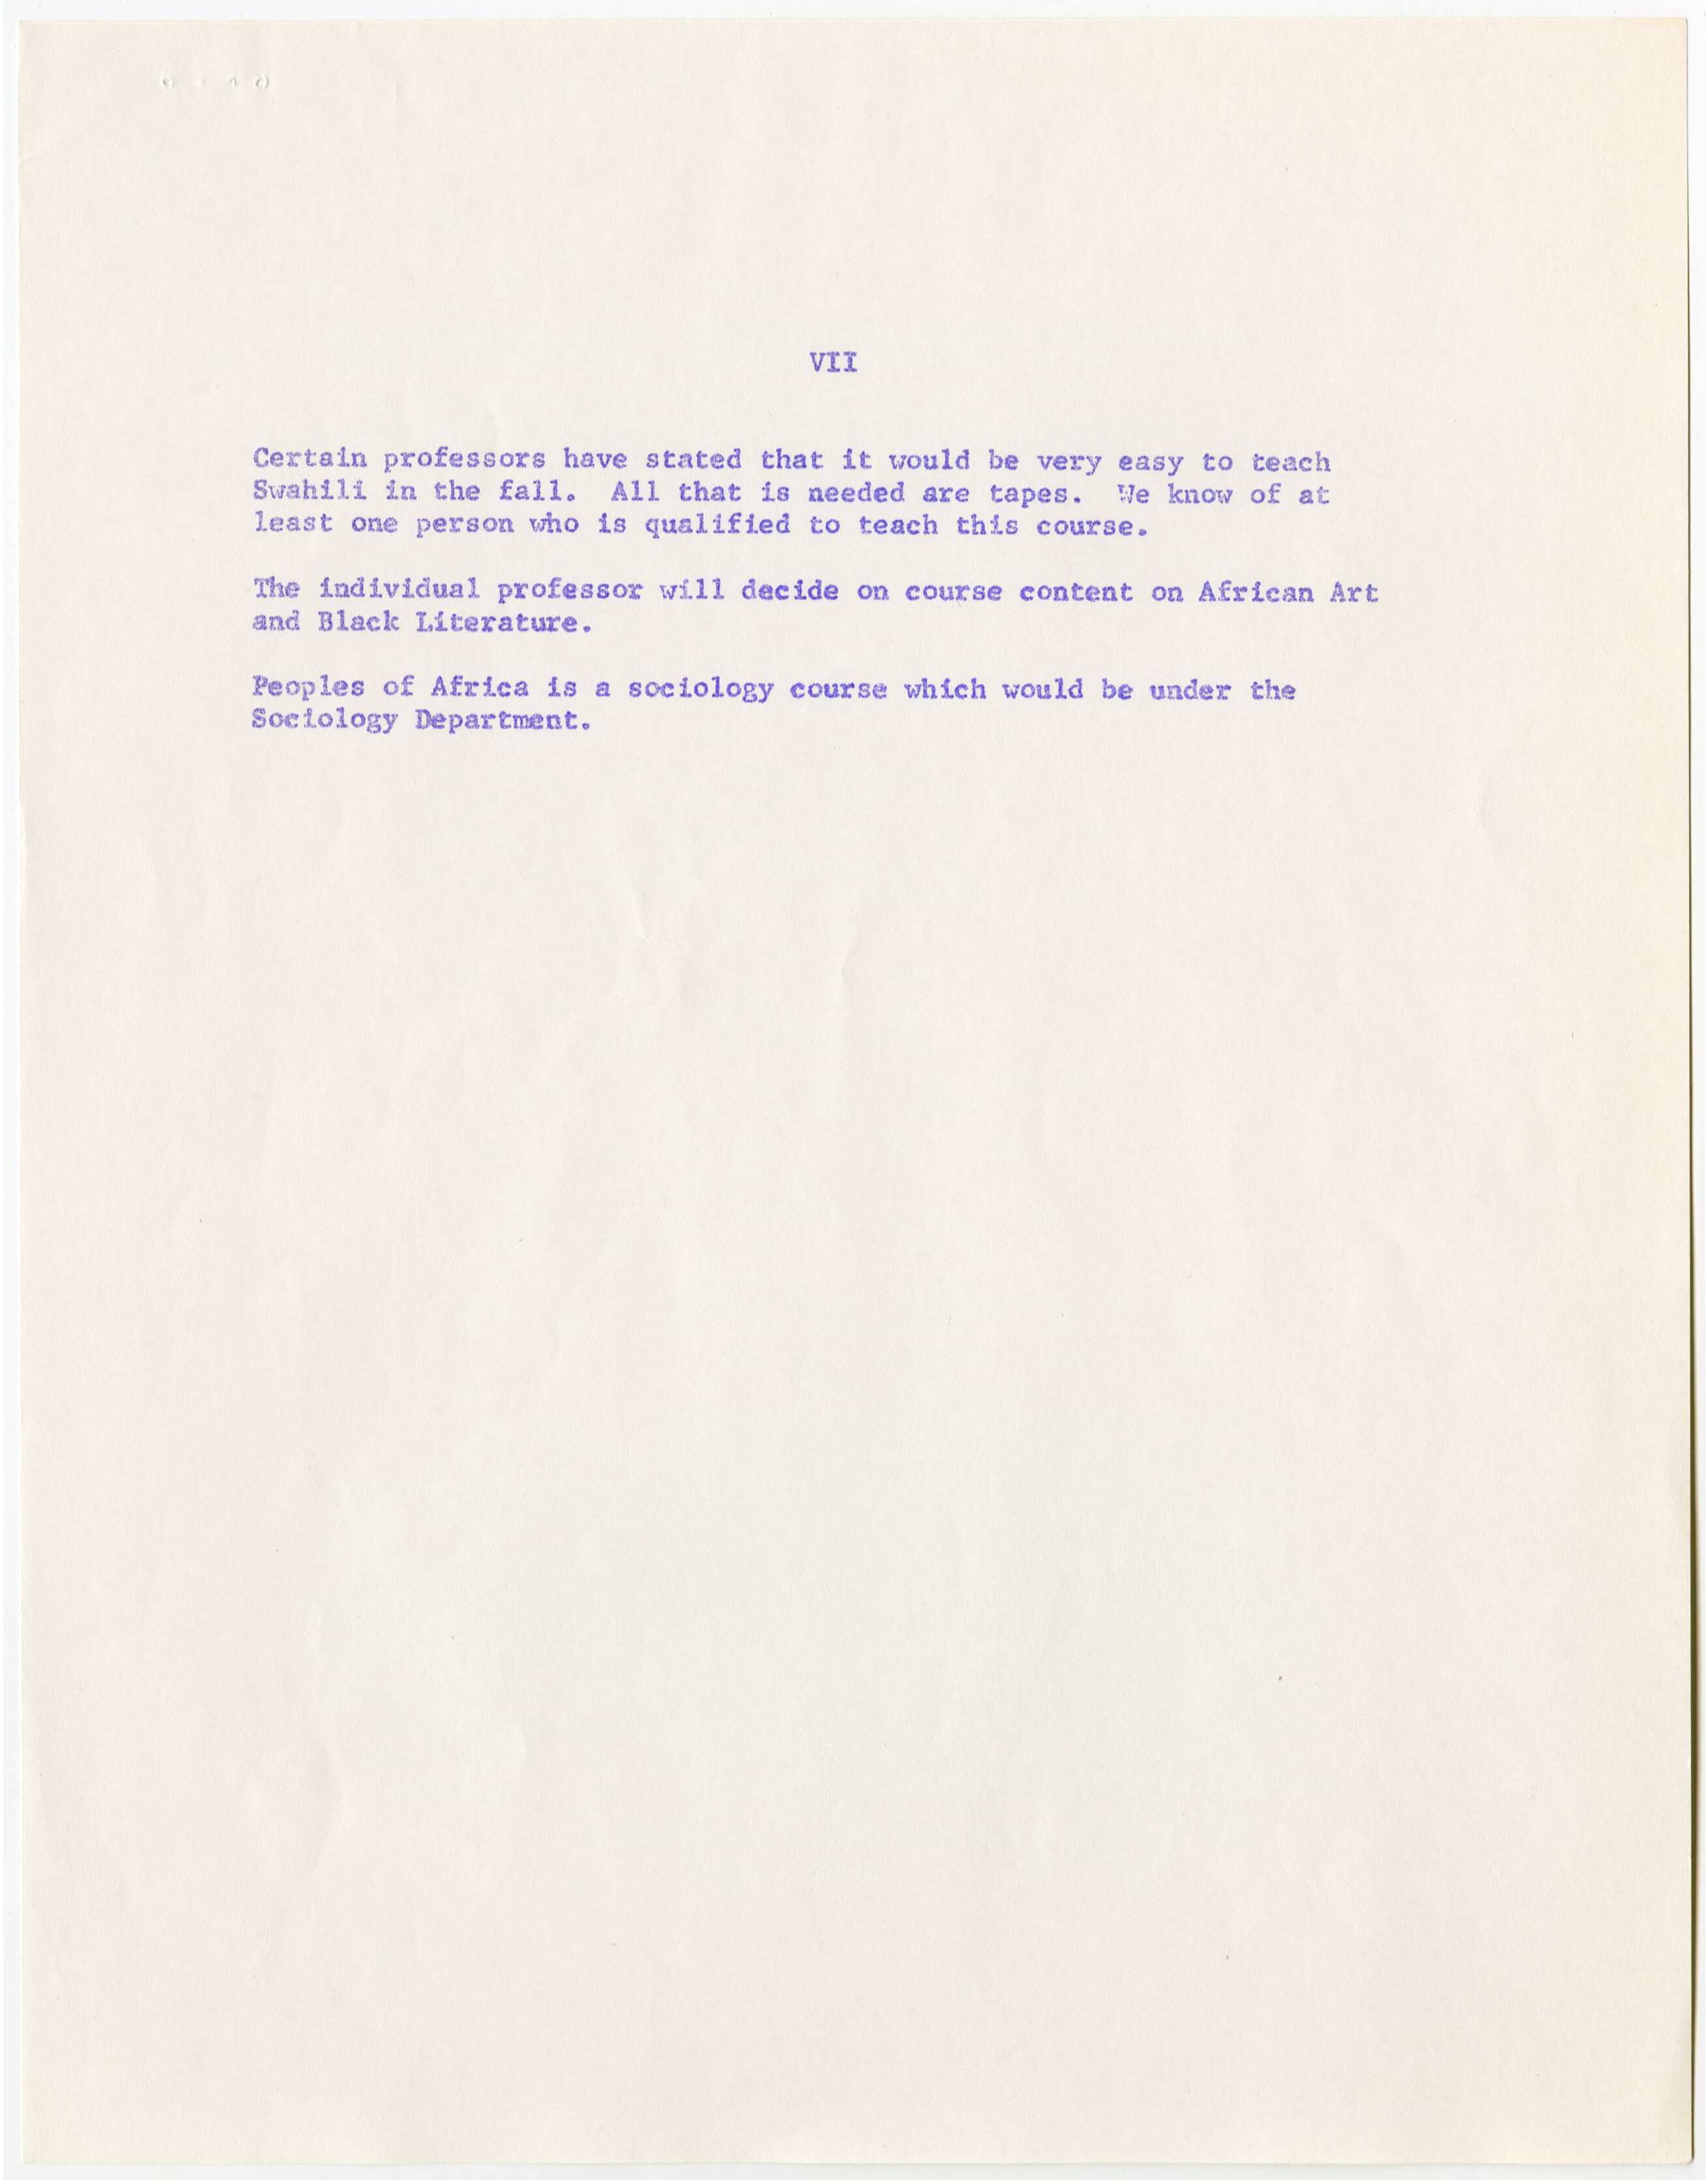 VII
Certain professors have stated that it would be very easy to teach
Swahili in the fall.  All that is needed are tapes.  We know of at
least one person who is qualified to teach this course.
The individual professor will decide on course content on African Art
and Black Literature.
Peoples of Africa is a sociology course which would be under the
Sociology Department.